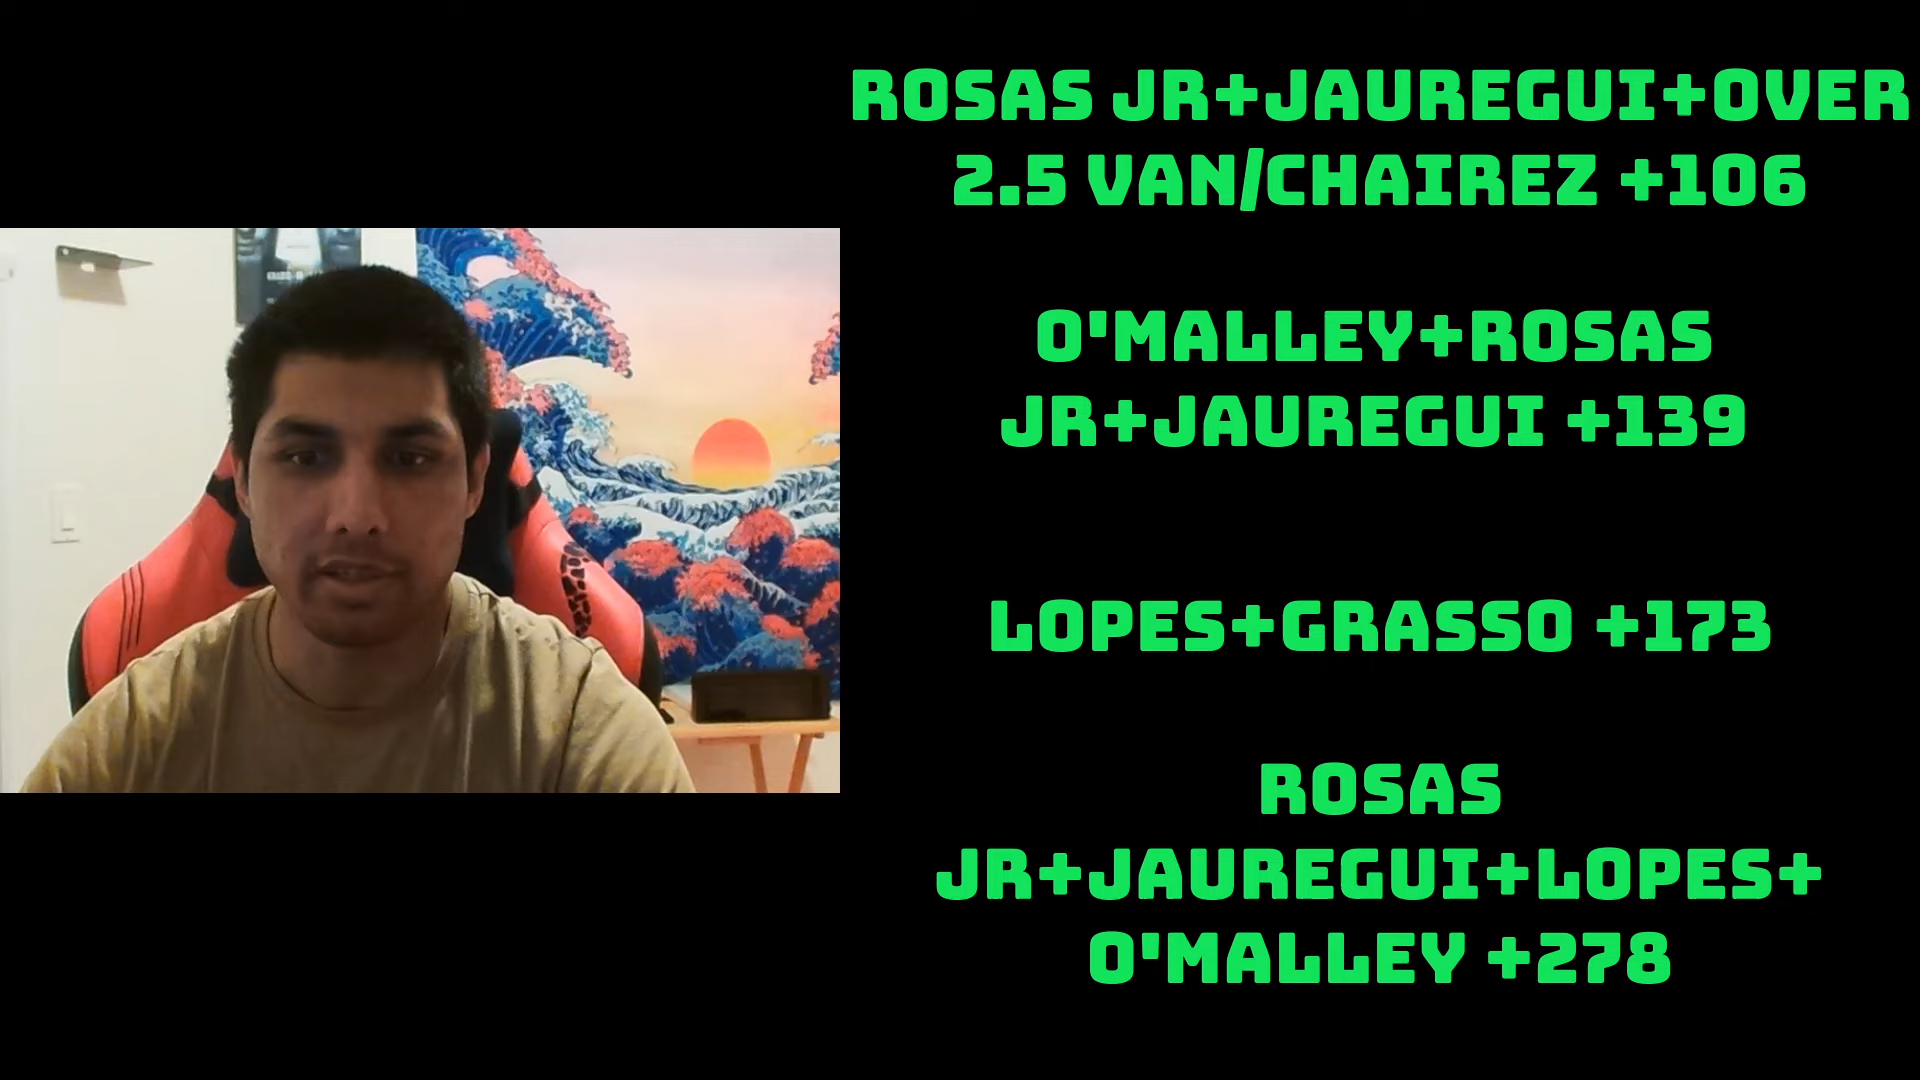 ROSAS JR+JAUREGUI+OVER
2.5 VAN/CHAIREZ +106
O'MALLEY+ROSAS
JR+JAUREGUI +139
LOPES+GRASSO +173
ROSAS
JR+JAUREGUI+LOPES+
O'MALLEY +278